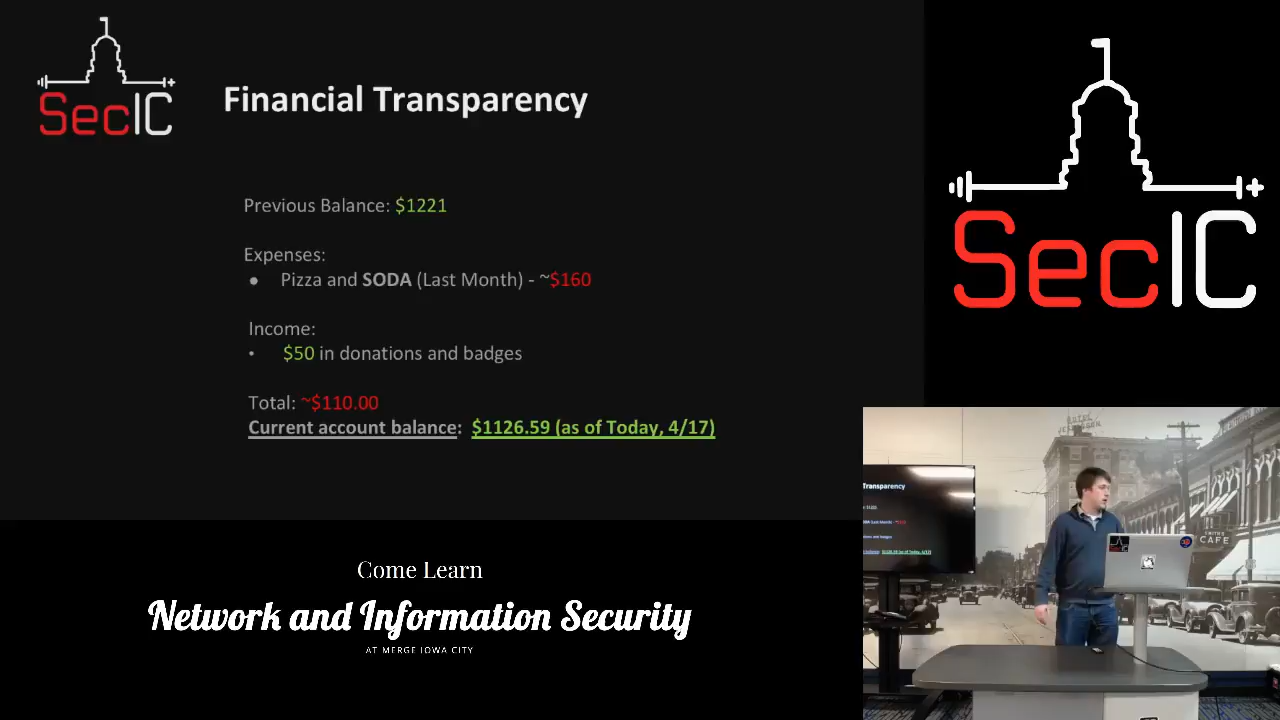 SecIC
Financial Transparency
Previous Balance: $1221
Expenses:
● Pizza and SODA (Last Month) - ~$160
Income:
• $50 in donations and badges
Total: ~$110.00
Current account balance: $1126.59 (as of Today, 4/17)
SecIC
Come Learn
Network and Information Security
AT MERGE IOWA CITY
HOTEL
Transparency
CAFE